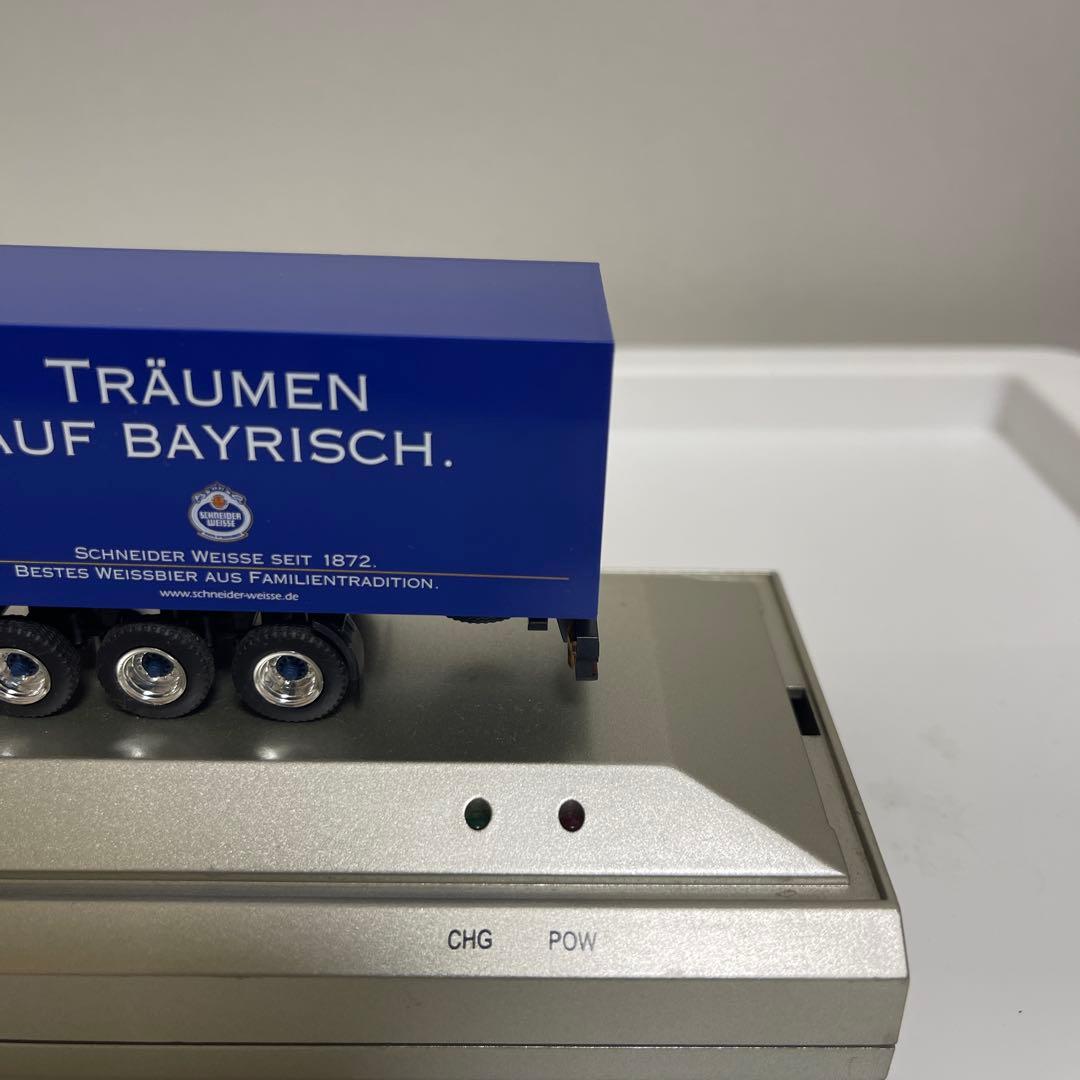 TRÄUMEN
AUF BAYRISCH.
SCHNEIDER
WEISSE
SCHNEIDER WEISSE SEIT 1872.
BESTES WEISSBIER AUS FAMILIENTRADITION.
www.schneider-weisse.de
CHG POW